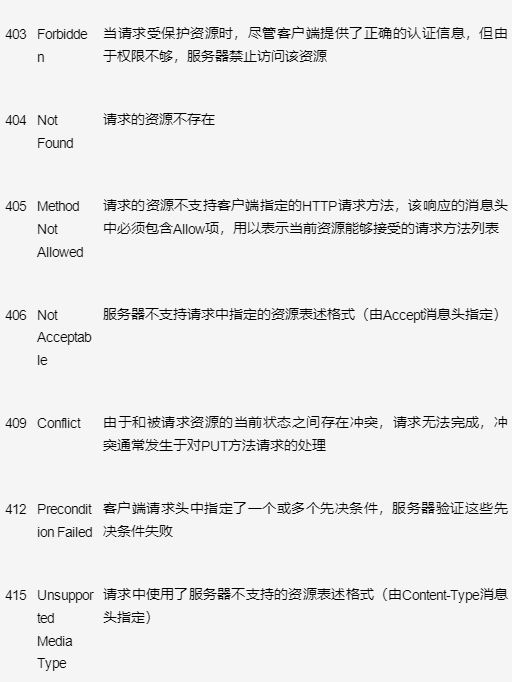 403 Forbidde 当请求受保护资源时，尽管客户端提供了正确的认证信息，但由
n 于权限不够，服务器禁止访问该资源
404 Not 请求的资源不存在
Found
405 Method 请求的资源不支持客户端指定的HTTP请求方法，该响应的消息头
Not 中必须包含Allow项，用以表示当前资源能够接受的请求方法列表
Allowed
406 Not 服务器不支持请求中指定的资源表述格式（由Accept消息头指定）
Acceptab
le
409 Conflict 由于和被请求资源的当前状态之间存在冲突，请求无法完成，冲
突通常发生于对PUT方法请求的处理
412 Precondit 客户端请求头中指定了一个或多个先决条件，服务器验证这些先
ion Failed 决条件失败
415 Unsuppor 请求中使用了服务器不支持的资源表述格式（由Content-Type消息
ted 头指定）
Media
Type